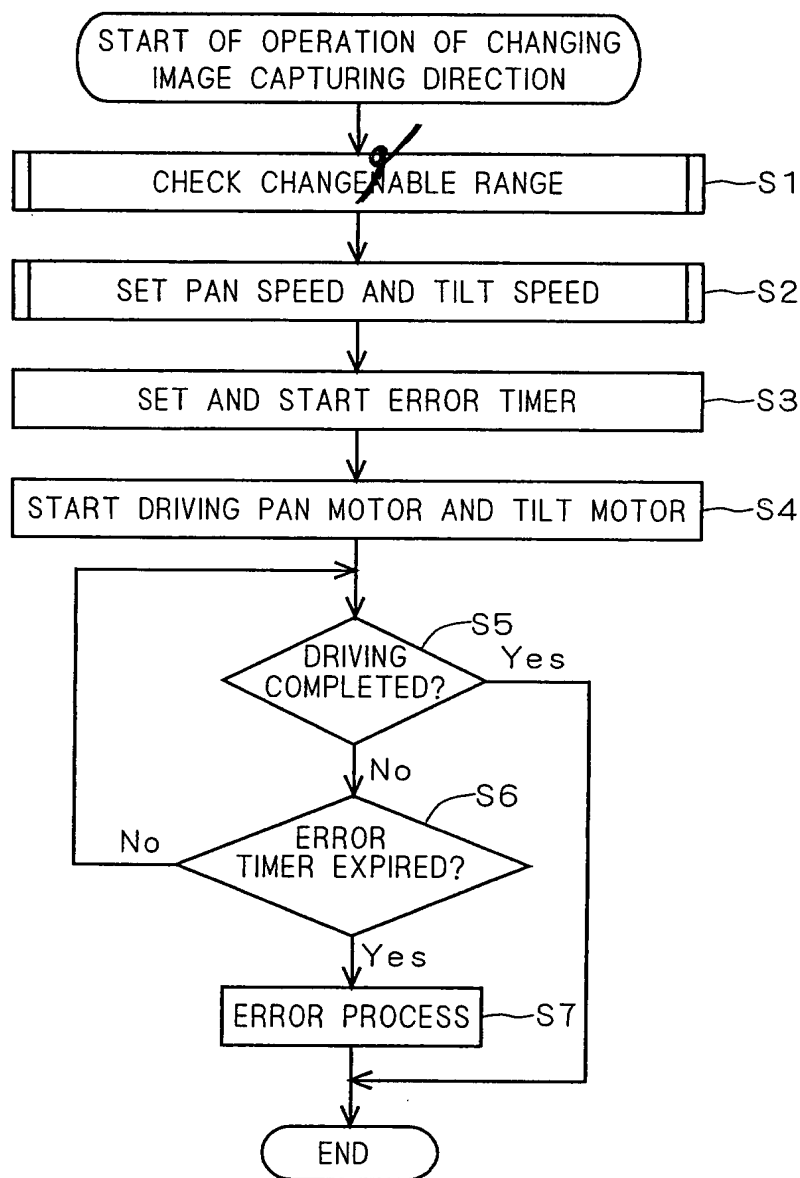 START OF OPERATION OF CHANGING
IMAGE CAPTURING DIRECTION
CHECK CHANGENABLE RANGE
S1
SET PAN SPEED AND TILT SPEED
S2
SET AND START ERROR TIMER
S3
START DRIVING PAN MOTOR AND TILT MOTOR
S4
S5
DRIVING
COMPLETED?
Yes
No
S6
ERROR
TIMER EXPIRED?
No
Yes
ERROR PROCESS
S7
END